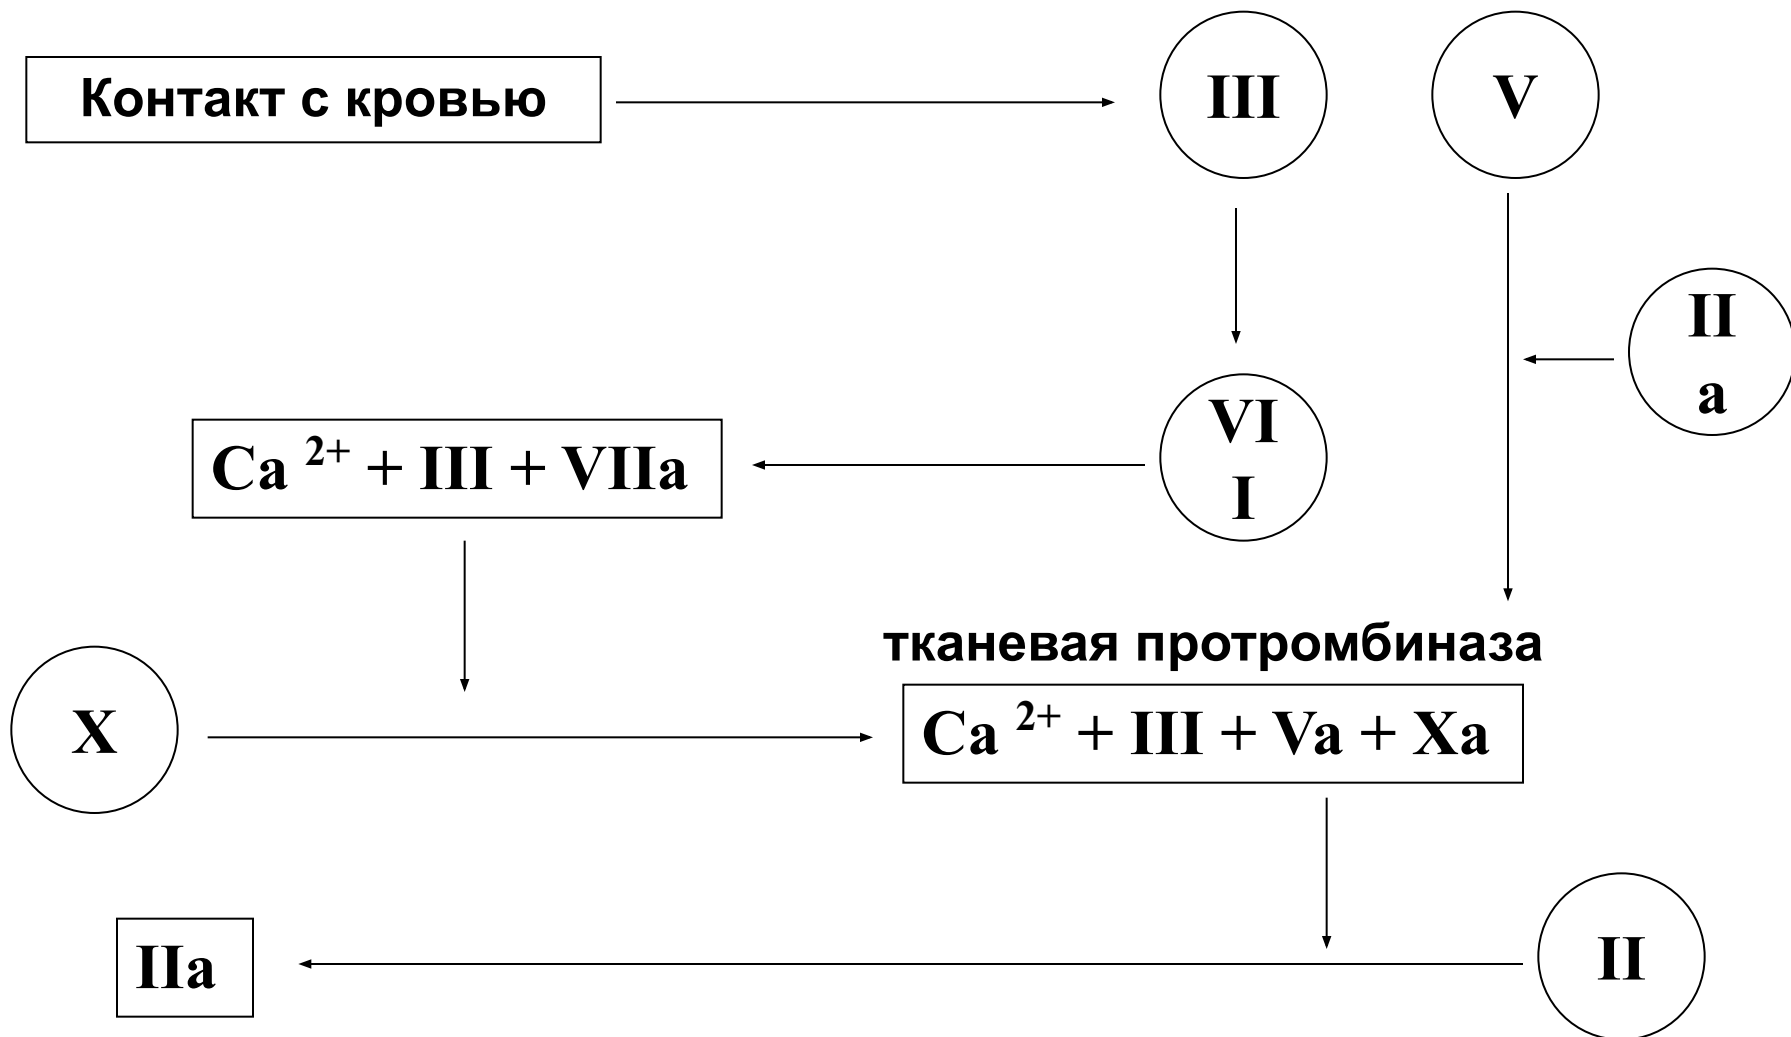 Контакт с кровью
III
V
II
a
VI
I
Ca 2+ + III + VIIa
тканевая протромбиназа
X
Ca 2+ + III + Va + Xa
IIa
II